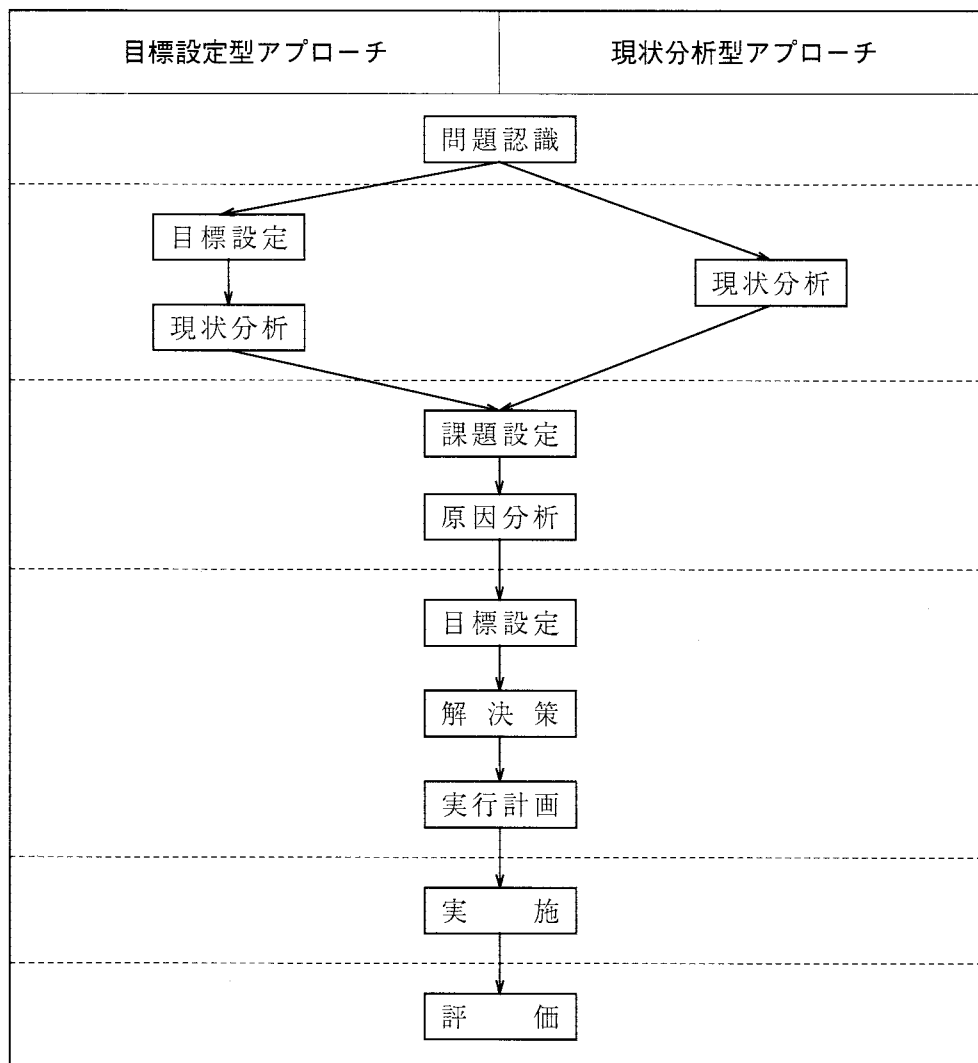 目標設定型アプローチ
現状分析型アプローチ
問題認識
目標設定
現状分析
現状分析
課題設定
原因分析
目標設定
解決策
実行計画
実施
評価